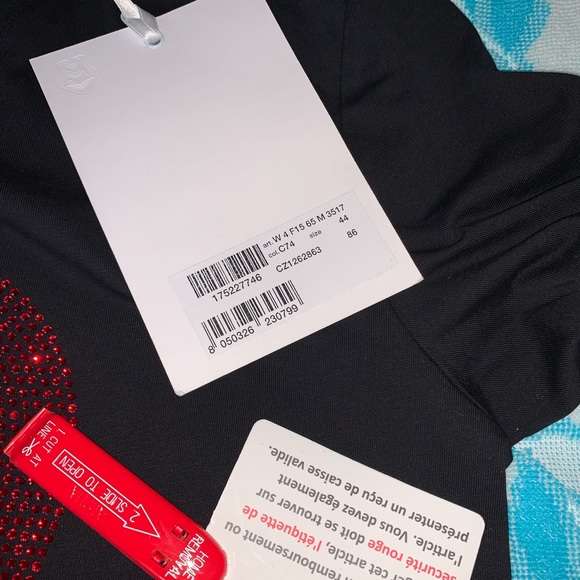 art. W 4 F15 65 M 3517
col. C74 size 44
175227746 CZ1262863 86
8 050326 230799
1. CUT AT
LINE
2. SLIDE TO OPEN
HOME
REMOVAL
remboursement ou
cet article, l'étiquette de
sécurité rouge doit se trouver sur
l'article. Vous devez également
présenter un reçu de caisse valide.